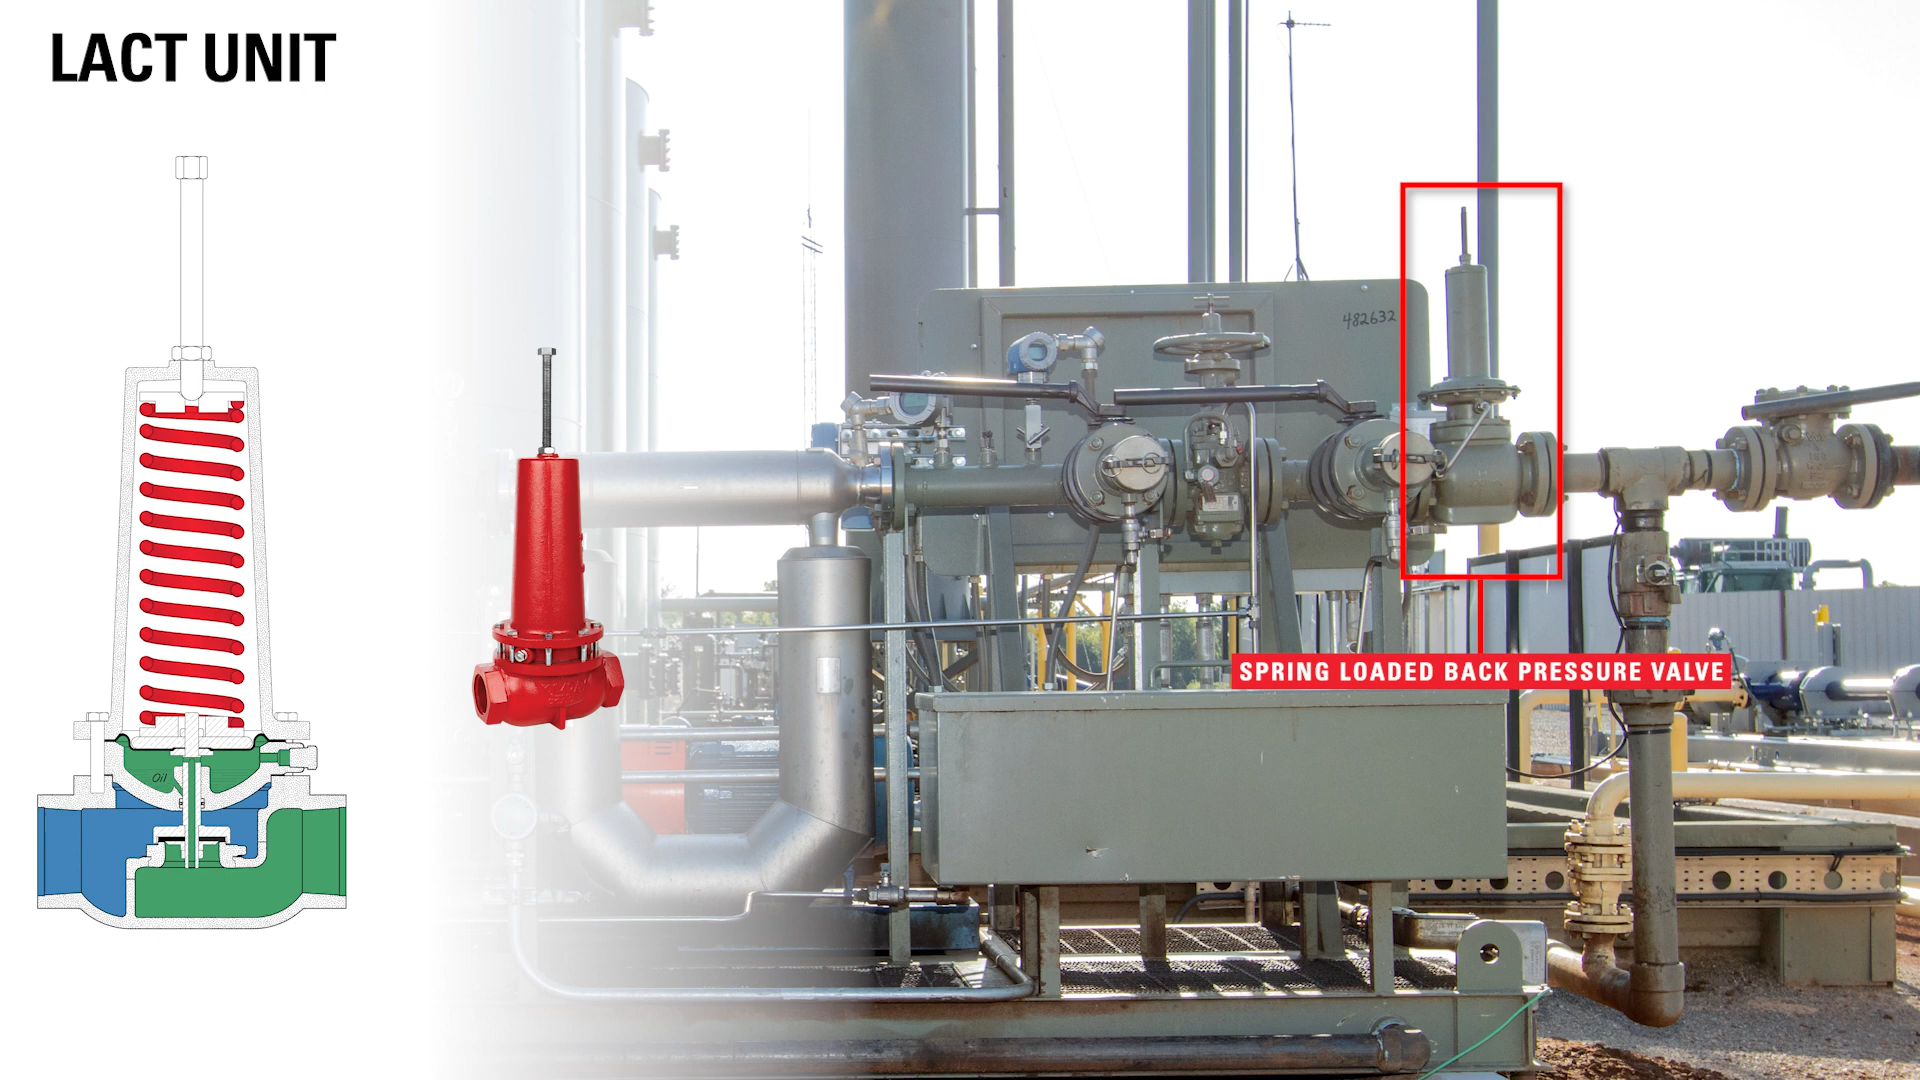 LACT UNIT
482632
Oil
SPRING LOADED BACK PRESSURE VALVE